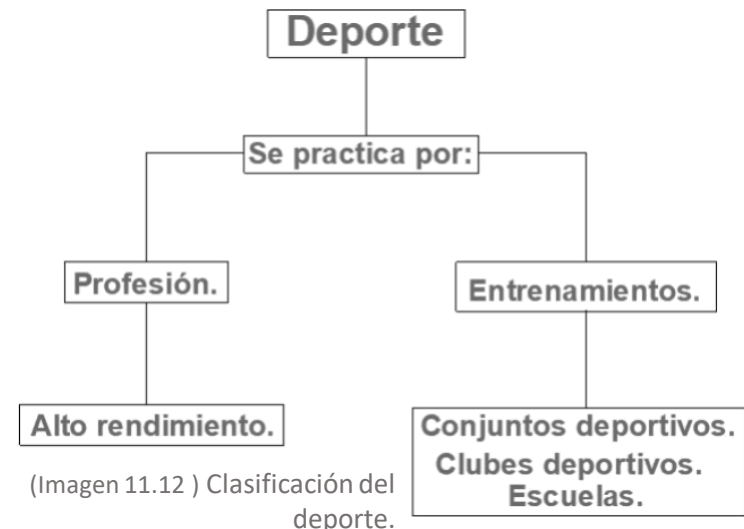 Deporte
Se practica por:
Profesión.
Entrenamientos.
Alto rendimiento.
Conjuntos deportivos.
Clubes deportivos.
Escuelas.
(Imagen 11.12 ) Clasificación del
deporte.